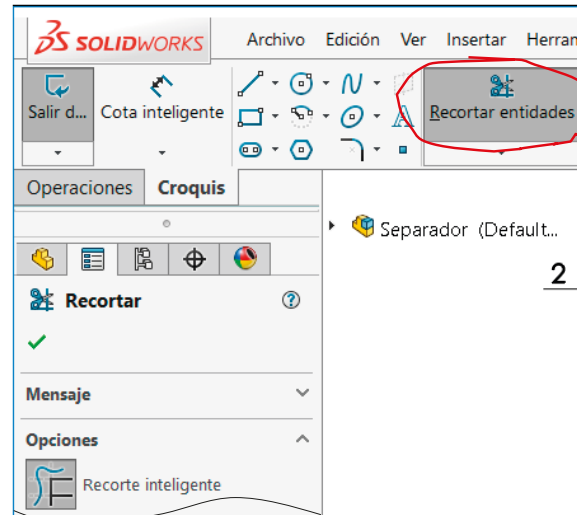 SOLIDWORKS Archivo Edición Ver Insertar Herran
Salir d... Cota inteligente Recortar entidades
Operaciones Croquis
Separador (Default...
2
Recortar
Mensaje
Opciones
Recorte inteligente